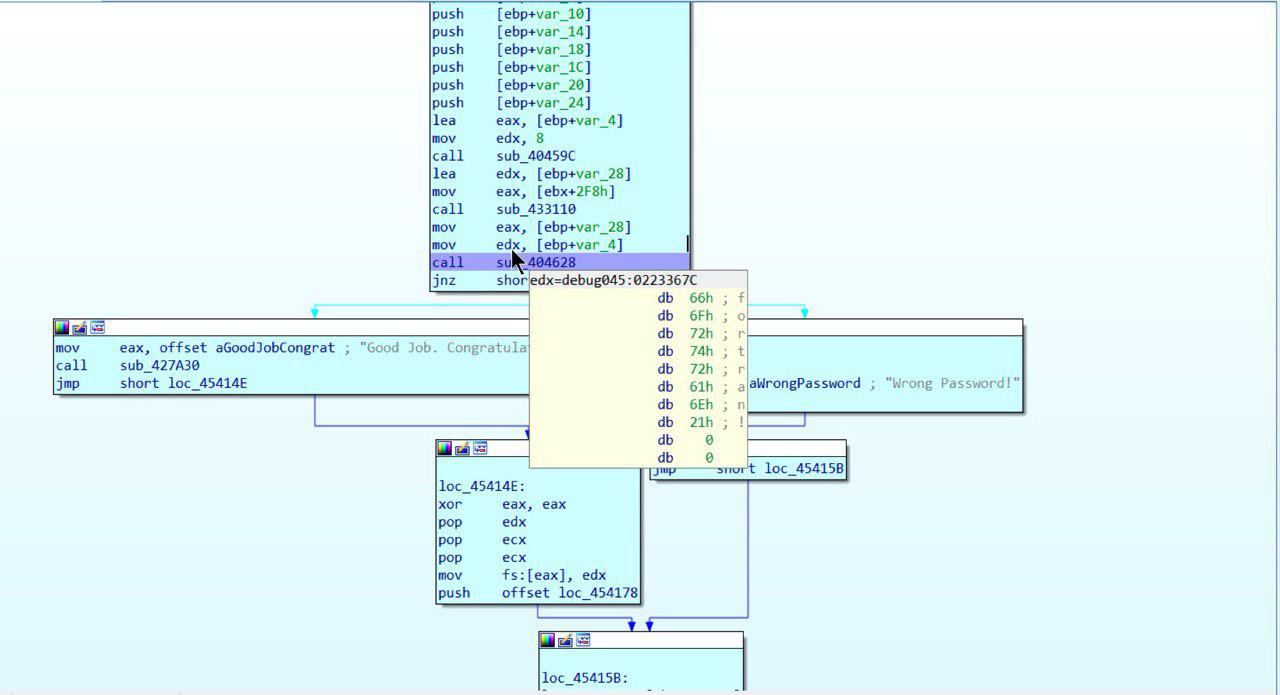 push [ebp+var_10]
push [ebp+var_14]
push [ebp+var_18]
push [ebp+var_1C]
push [ebp+var_20]
push [ebp+var_24]
lea eax, [ebp+var_4]
mov edx, 8
call sub_40459C
lea edx, [ebp+var_28]
mov eax, [ebx+2F8h]
call sub_433110
mov eax, [ebp+var_28]
mov edx, [ebp+var_4]
call sub_404628
jnz shor
edx=debug045:0223367C
db 66h ; f
db 6Fh ; o
db 72h ; r
db 74h ; t
db 72h ; r
db 61h ; a
db 6Eh ; n
db 21h ; !
db 0
db 0
mov eax, offset aGoodJobCongrat ; "Good Job. Congratula
call sub_427A30
jmp short loc_45414E
aWrongPassword ; "Wrong Password!"
jmp short loc_45415B
loc_45414E:
xor eax, eax
pop edx
pop ecx
pop ecx
mov fs:[eax], edx
push offset loc_454178
loc_45415B: